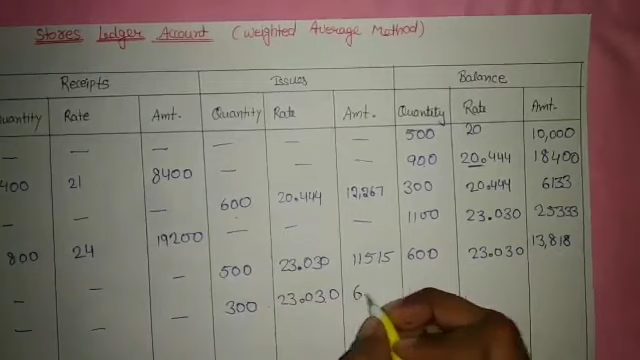 Stores Ledger Account (Weighted Average Method)
Receipts Issues Balance
Quantity Rate Amt. Quantity Rate Amt. Quantity Rate Amt.
— — — — — — 500 20 10,000
400 21 8400 — — — 900 20.444 18400
— — — 600 20.444 12,267 300 20.444 6133
800 24 19200 — — — 1100 23.030 25333
— — — 500 23.030 11515 600 23.030 13,818
— — — 300 23.030 6